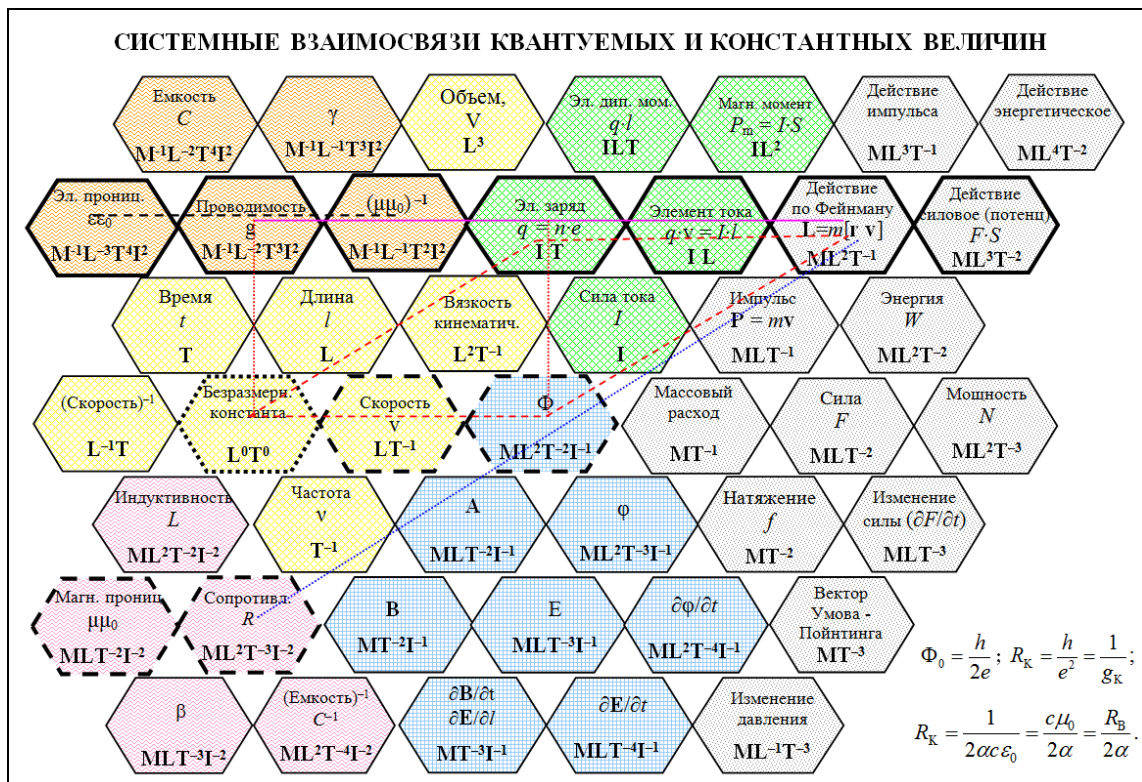 СИСТЕМНЫЕ ВЗАИМОСВЯЗИ КВАНТУЕМЫХ И КОНСТАНТНЫХ ВЕЛИЧИН
Емкость
C
M⁻¹L⁻²T⁴I²
γ
M⁻¹L⁻¹T³I²
Объем,
V
L³
Эл. дип. мом.
q·l
ILT
Магн. момент
Pₘ = I·S
IL²
Действие
импульса
ML³T⁻¹
Действие
энергетическое
ML⁴T⁻²
Эл. прониц.
εε₀
M⁻¹L⁻³T⁴I²
Проводимость
g
M⁻¹L⁻²T³I²
(μμ₀)⁻¹
M⁻¹L⁻¹T²I²
Эл. заряд
q = n·e
I T
Элемент тока
q·v = I·l
I L
Действие
по Фейнману
L=m[r v]
ML²T⁻¹
Действие
силовое (потенц)
F·S
ML³T⁻²
Время
t
T
Длина
l
L
Вязкость
кинематич.
L²T⁻¹
Сила тока
I
I
Импульс
P = mv
MLT⁻¹
Энергия
W
ML²T⁻²
(Скорость)⁻¹
L⁻¹T
Безразмерн.
константа
L⁰T⁰
Скорость
v
LT⁻¹
Φ
ML²T⁻²I⁻¹
Массовый
расход
MT⁻¹
Сила
F
MLT⁻²
Мощность
N
ML²T⁻³
Индуктивность
L
ML²T⁻²I⁻²
Частота
ν
T⁻¹
A
MLT⁻²I⁻¹
φ
ML²T⁻³I⁻¹
Натяжение
f
MT⁻²
Изменение
силы (∂F/∂t)
MLT⁻³
Магн. прониц.
μμ₀
MLT⁻²I⁻²
Сопротивл.
R
ML²T⁻³I⁻²
B
MT⁻²I⁻¹
E
MLT⁻³I⁻¹
∂φ/∂t
ML²T⁻⁴I⁻¹
Вектор
Умова -
Пойнтинга
MT⁻³
β
MLT⁻³I⁻²
(Емкость)⁻¹
C⁻¹
ML²T⁻⁴I⁻²
∂B/∂t
∂E/∂l
MT⁻³I⁻¹
∂E/∂t
MLT⁻⁴I⁻¹
Изменение
давления
ML⁻¹T⁻³
Φ₀ = h/2e; R_K = h/e² = 1/g_K;
R_K = 1/2αcε₀ = cμ₀/2α = R_B/2α.